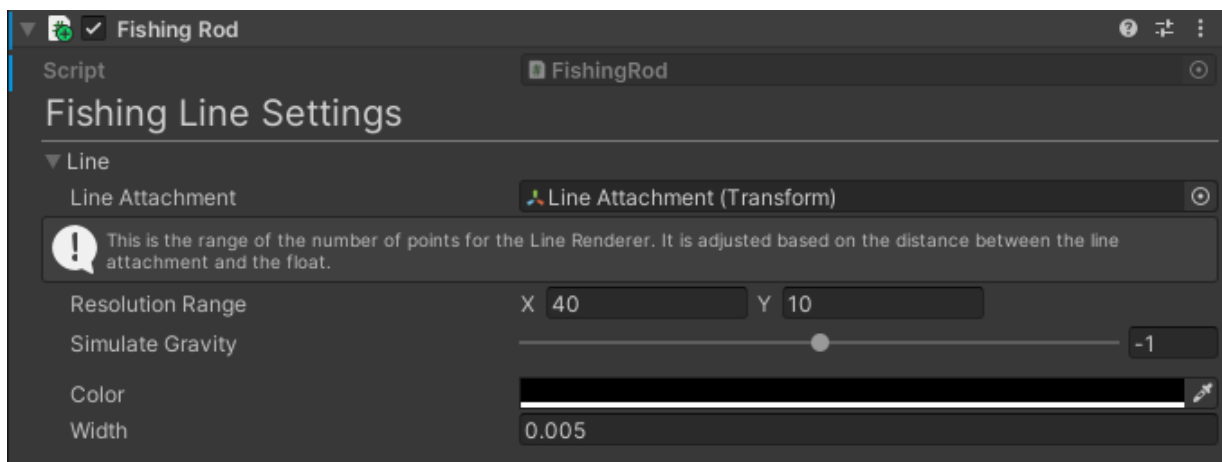 Fishing Rod
Script FishingRod
Fishing Line Settings
Line
Line Attachment Line Attachment (Transform)
This is the range of the number of points for the Line Renderer. It is adjusted based on the distance between the line
attachment and the float.
Resolution Range X 40 Y 10
Simulate Gravity -1
Color
Width 0.005